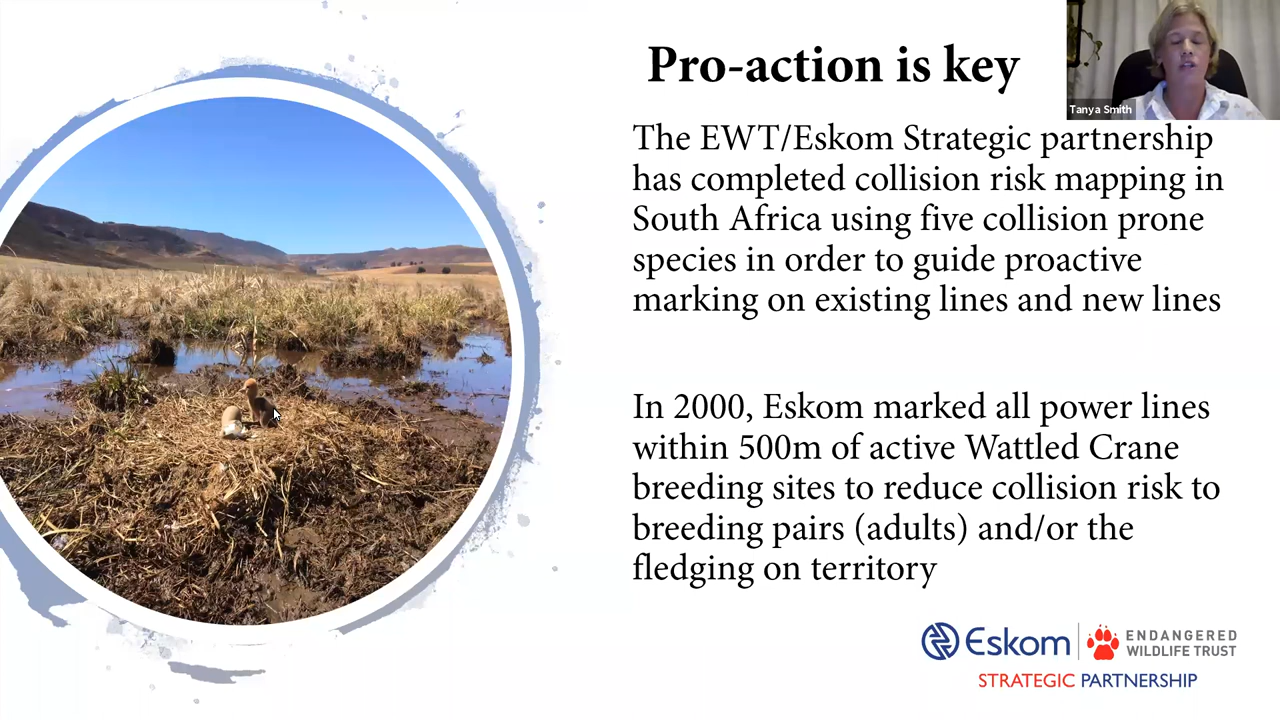 Pro-action is key
Tanya Smith
The EWT/Eskom Strategic partnership
has completed collision risk mapping in
South Africa using five collision prone
species in order to guide proactive
marking on existing lines and new lines
In 2000, Eskom marked all power lines
within 500m of active Wattled Crane
breeding sites to reduce collision risk to
breeding pairs (adults) and/or the
fledging on territory
Eskom
ENDANGERED
WILDLIFE TRUST
STRATEGIC PARTNERSHIP